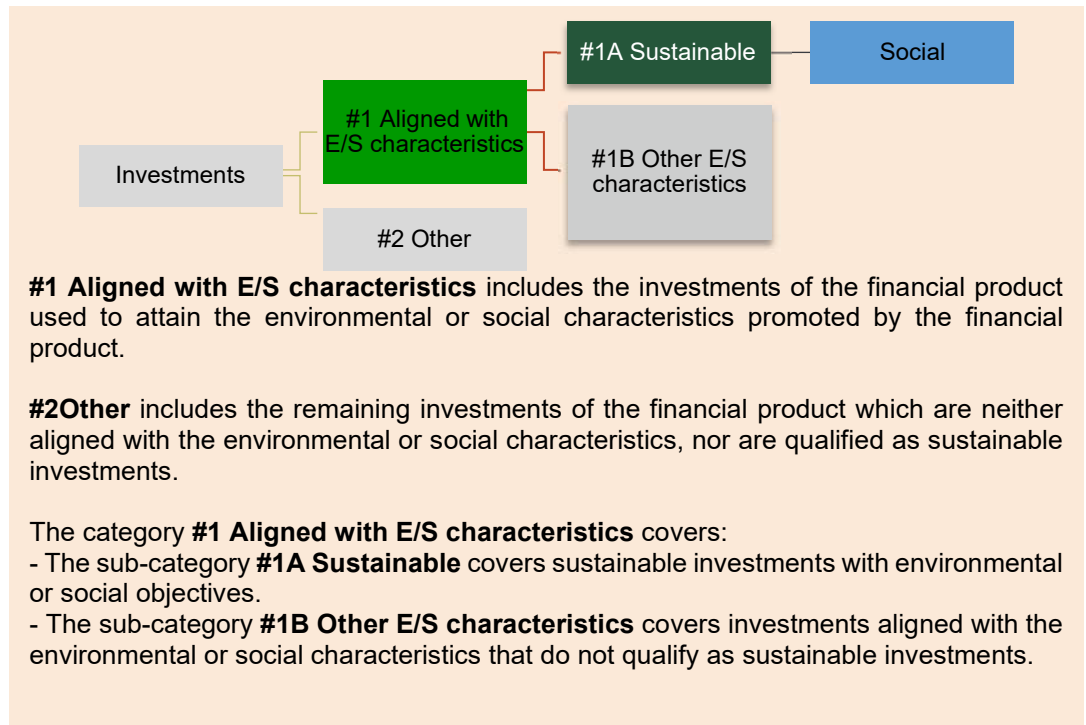 #1A Sustainable
Social
#1 Aligned with
E/S characteristics
#1B Other E/S
characteristics
Investments
#2 Other
#1 Aligned with E/S characteristics includes the investments of the financial product
used to attain the environmental or social characteristics promoted by the financial
product.
#2Other includes the remaining investments of the financial product which are neither
aligned with the environmental or social characteristics, nor are qualified as sustainable
investments.
The category #1 Aligned with E/S characteristics covers:
- The sub-category #1A Sustainable covers sustainable investments with environmental
or social objectives.
- The sub-category #1B Other E/S characteristics covers investments aligned with the
environmental or social characteristics that do not qualify as sustainable investments.